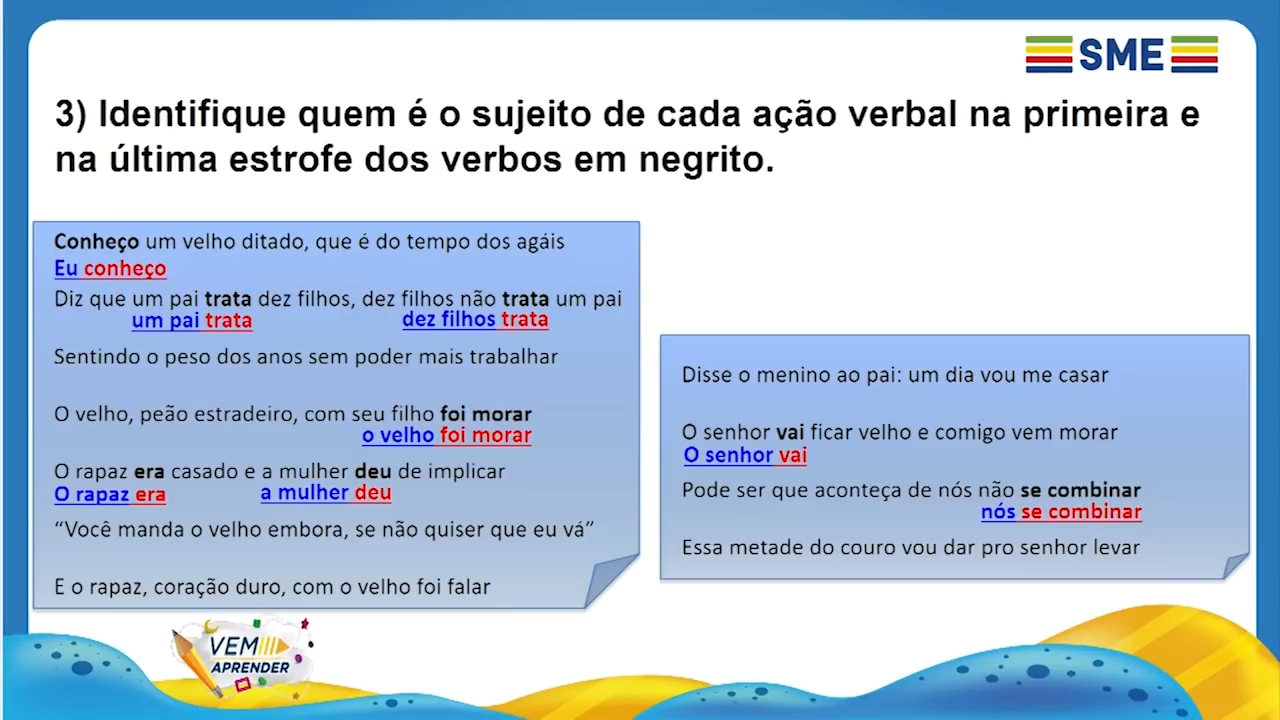 SME
3) Identifique quem é o sujeito de cada ação verbal na primeira e
na última estrofe dos verbos em negrito.
Conheço um velho ditado, que é do tempo dos agáis
Eu conheço
Diz que um pai trata dez filhos, dez filhos não trata um pai
um pai trata dez filhos trata
Sentindo o peso dos anos sem poder mais trabalhar
O velho, peão estradeiro, com seu filho foi morar
o velho foi morar
O rapaz era casado e a mulher deu de implicar
O rapaz era a mulher deu
“Você manda o velho embora, se não quiser que eu vá”
E o rapaz, coração duro, com o velho foi falar
Disse o menino ao pai: um dia vou me casar
O senhor vai ficar velho e comigo vem morar
O senhor vai
Pode ser que aconteça de nós não se combinar
nós se combinar
Essa metade do couro vou dar pro senhor levar
VEM
APRENDER